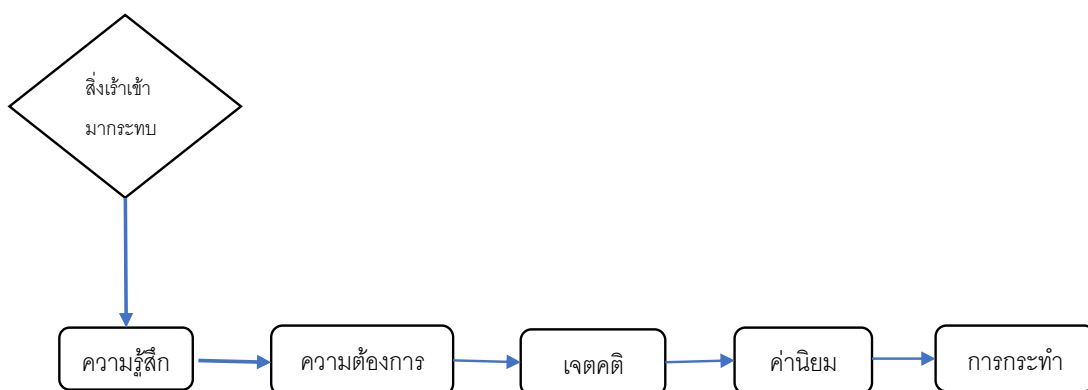 สิ่งเร้าเข้า
มากระทบ
ความรู้สึก
ความต้องการ
เจตคติ
ค่านิยม
การกระทำ